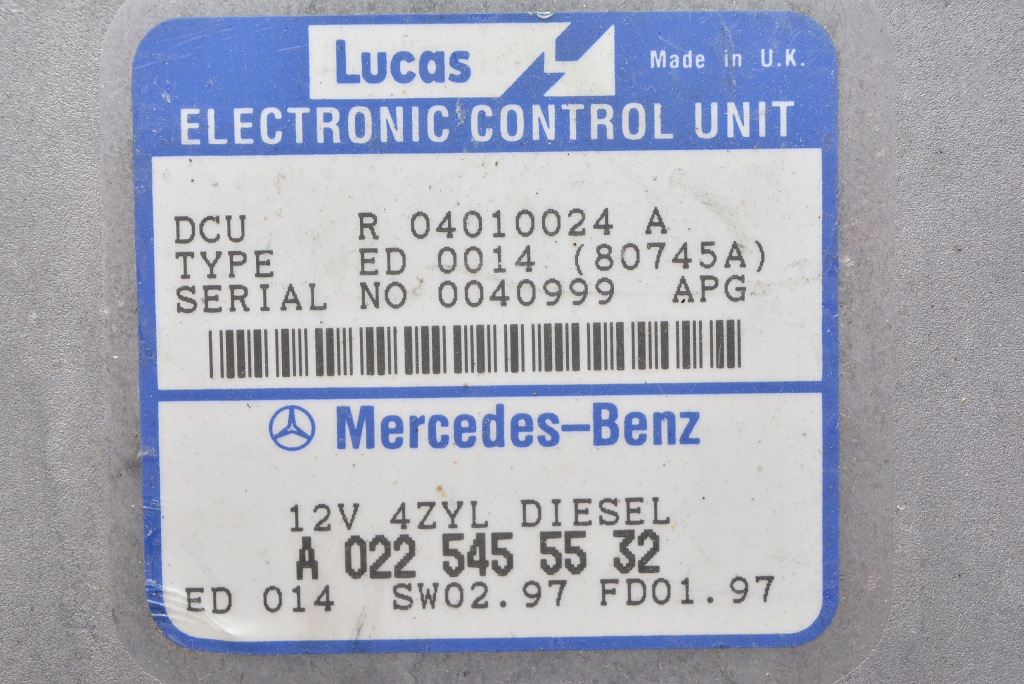 Lucas
Made in U.K.
ELECTRONIC CONTROL UNIT
DCU R 04010024 A
TYPE ED 0014 (80745A)
SERIAL NO 0040999 APG
Mercedes-Benz
12V 4ZYL DIESEL
A 022 545 55 32
ED 014 SW02.97 FD01.97